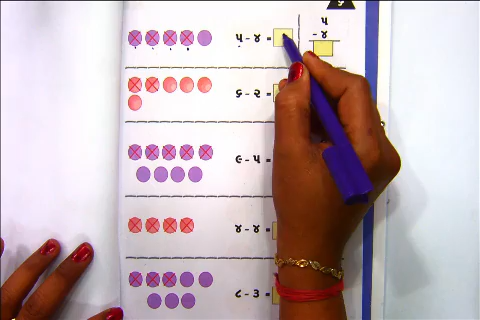 ૫ - ૪ =
૫
- ૪
૬ - ૨ =
૯ - ૫ =
૪ - ૪ =
૮ - ૩ =